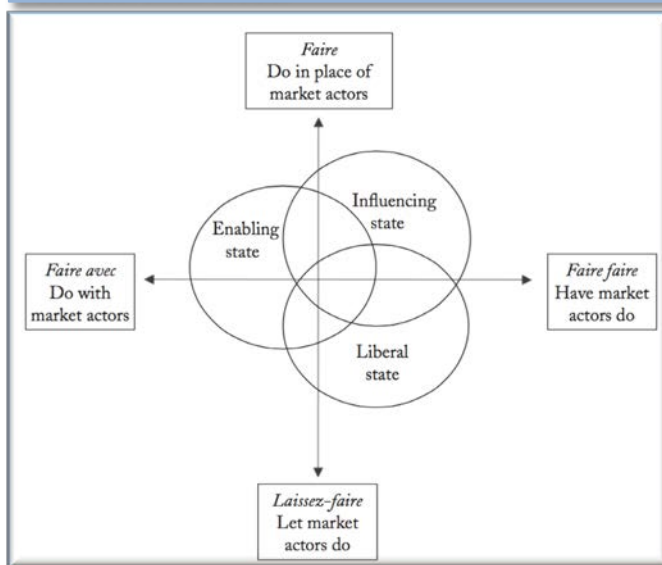 Faire
Do in place of
market actors
Influencing
state
Enabling
state
Faire avec
Do with
market actors
Faire faire
Have market
actors do
Liberal
state
Laissez-faire
Let market
actors do